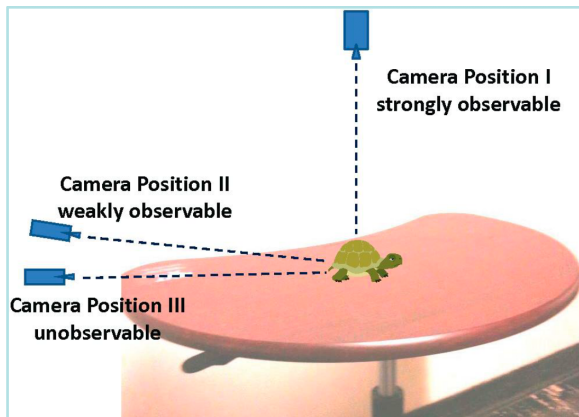 Camera Position I
strongly observable
Camera Position II
weakly observable
Camera Position III
unobservable